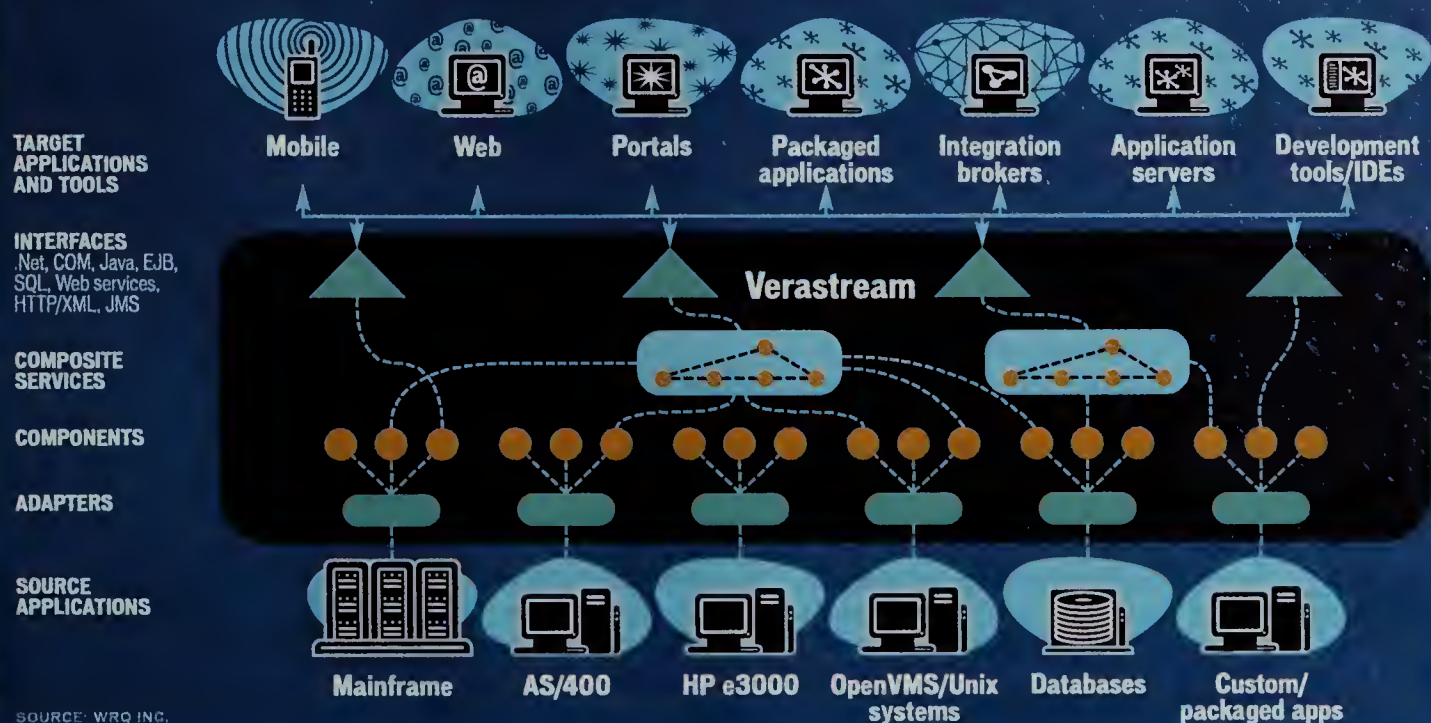 TARGET
APPLICATIONS
AND TOOLS
Mobile
Web
Portals
Packaged
applications
Integration
brokers
Application
servers
Development
tools/IDEs
INTERFACES
.Net, COM, Java, EJB,
SQL, Web services,
HTTP/XML, JMS
Verastream
COMPOSITE
SERVICES
COMPONENTS
ADAPTERS
SOURCE
APPLICATIONS
Mainframe
AS/400
HP e3000
OpenVMS/Unix
systems
Databases
Custom/
packaged apps
SOURCE: WRQ INC.